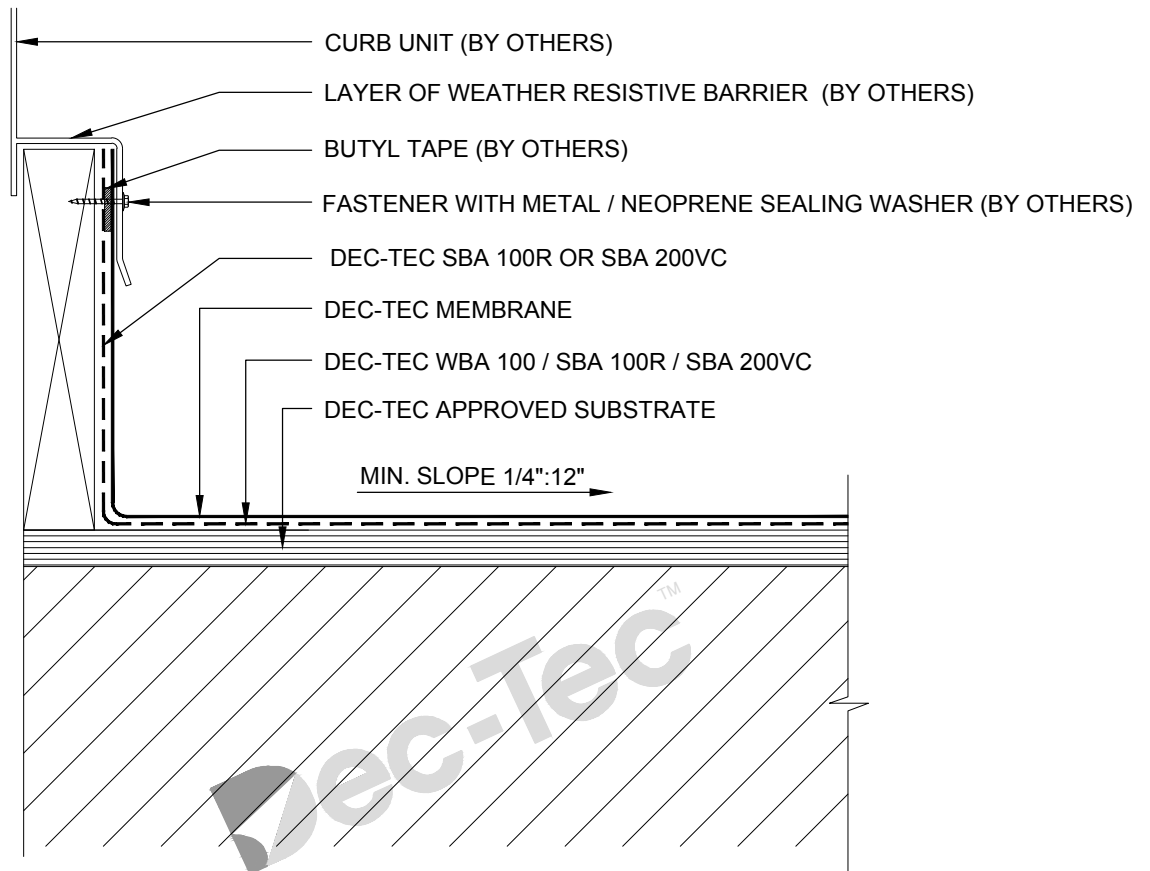 CURB UNIT (BY OTHERS)
LAYER OF WEATHER RESISTIVE BARRIER (BY OTHERS)
BUTYL TAPE (BY OTHERS)
FASTENER WITH METAL / NEOPRENE SEALING WASHER (BY OTHERS)
DEC-TEC SBA 100R OR SBA 200VC
DEC-TEC MEMBRANE
DEC-TEC WBA 100 / SBA 100R / SBA 200VC
DEC-TEC APPROVED SUBSTRATE
MIN. SLOPE 1/4":12"
Dec-Tec™